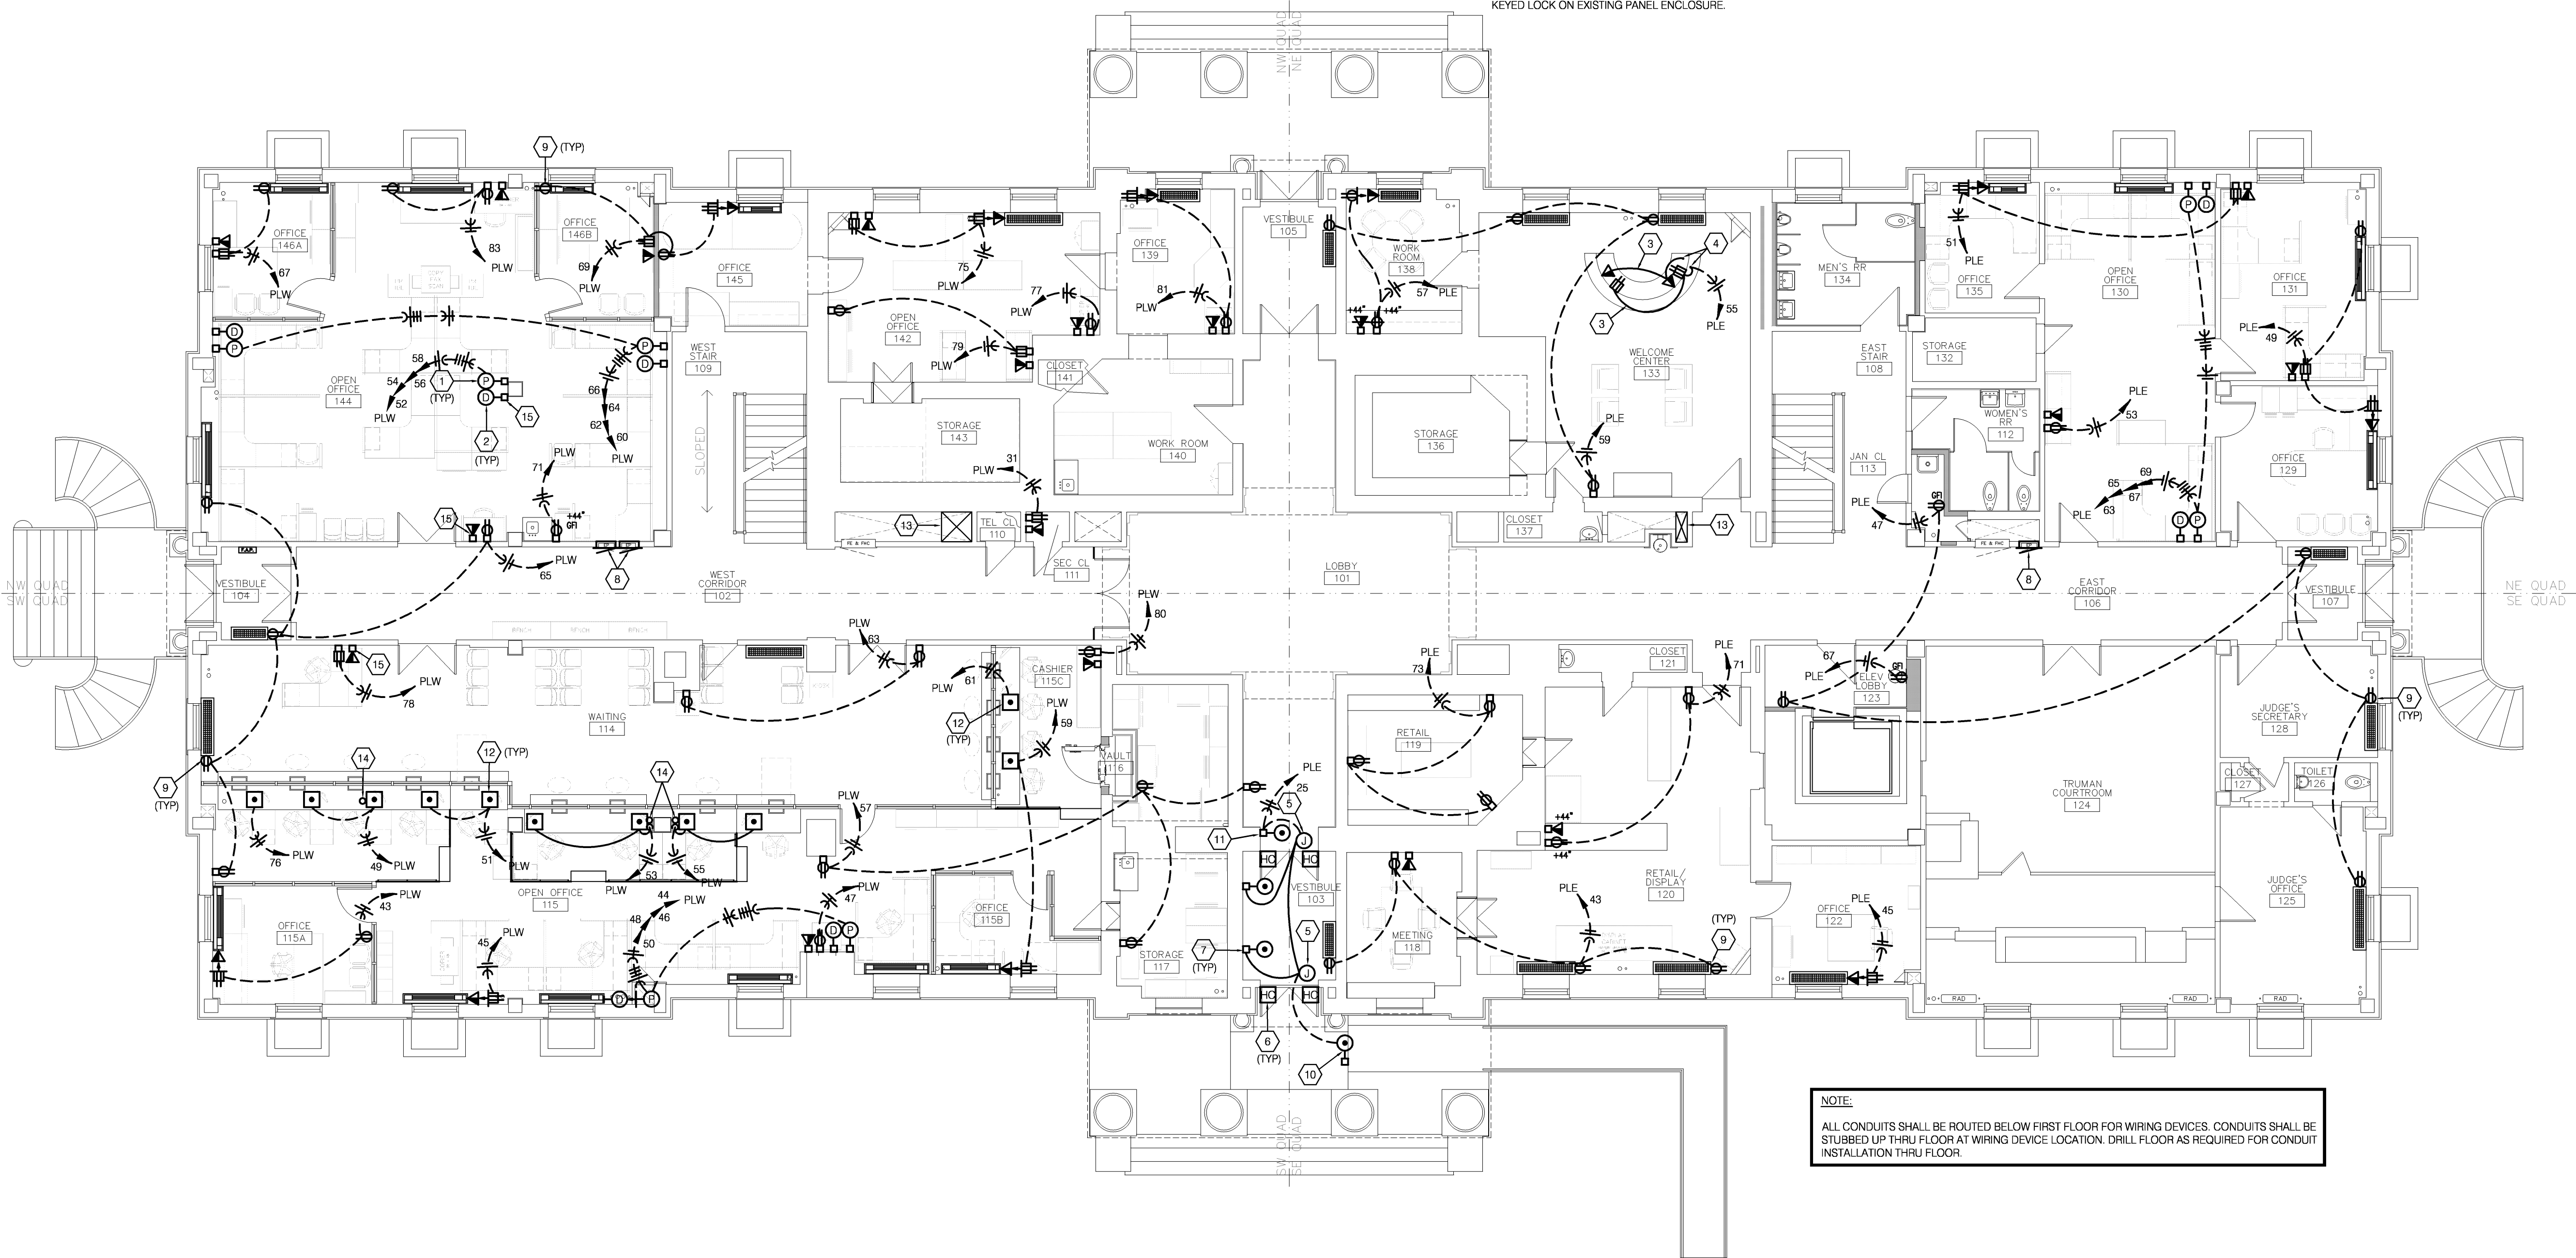 KEYED LOCK ON EXISTING PANEL ENCLOSURE.
NW QUAD
NE QUAD
9 (TYP)
OFFICE
146A
67
PLW
83
PLW
OFFICE
146B
69
PLW
OFFICE
145
COPY
FAX
SCAN
75
PLW
77
PLW
OPEN
OFFICE
142
79
PLW
OFFICE
139
81
PLW
VESTIBULE
105
WORK
ROOM
138
57
PLE
+44"
+44"
3
4
3
55
PLE
WELCOME
CENTER
133
59
PLE
MEN'S RR
134
51
PLE
OFFICE
135
OPEN
OFFICE
130
P
D
OFFICE
131
PLE
49
STORAGE
132
EAST
STAIR
108
WOMEN'S
RR
112
PLE
53
OFFICE
129
JAN CL
113
GFI
PLE
47
69
65
67
63
PLE
D
P
D
P
OPEN
OFFICE
144
58
54
56
52
PLW
1
(TYP)
P
D
2
(TYP)
15
P
D
66
64
62
60
PLW
71
PLW
+44"
GFI
15
65
PLW
8
WEST
STAIR
109
SLOPED
CLOSET
141
STORAGE
143
WORK ROOM
140
31
PLW
13
TEL CL
110
FE & FHC
SEC CL
111
STORAGE
136
CLOSET
137
13
FE & FHC
8
F.A.P.
NW QUAD
SW QUAD
VESTIBULE
104
WEST
CORRIDOR
102
LOBBY
101
EAST
CORRIDOR
106
VESTIBULE
107
NE QUAD
SE QUAD
BENCH
BENCH
BENCH
PLW
80
PLW
63
15
PLW
78
WAITING
114
PLW
61
CASHIER
115C
12
(TYP)
PLW
59
VAULT
116
9
(TYP)
14
12 (TYP)
14
76
PLW
49
PLW
51
PLW
53
PLW
55
PLW
PLW
57
PLW
47
43
PLW
OFFICE
115A
OPEN OFFICE
115
44
48
46
50
PLW
45
PLW
D
P
D
P
OFFICE
115B
STORAGE
117
PLE
25
11
5
J
HC
HC
VESTIBULE
103
7
(TYP)
5
J
HC
HC
6
(TYP)
10
PLE
73
RETAIL
119
CLOSET
121
PLE
71
+44"
+44"
RETAIL/
DISPLAY
120
MEETING
118
PLE
43
(TYP)
9
67
PLE
GFI
ELEV
LOBBY
123
OFFICE
122
PLE
45
TRUMAN
COURTROOM
124
JUDGE'S
SECRETARY
128
9
(TYP)
CLOSET
127
TOILET
126
JUDGE'S
OFFICE
125
RAD
RAD
RAD
SW QUAD
SE QUAD
NOTE:
ALL CONDUITS SHALL BE ROUTED BELOW FIRST FLOOR FOR WIRING DEVICES. CONDUITS SHALL BE
STUBBED UP THRU FLOOR AT WIRING DEVICE LOCATION. DRILL FLOOR AS REQUIRED FOR CONDUIT
INSTALLATION THRU FLOOR.